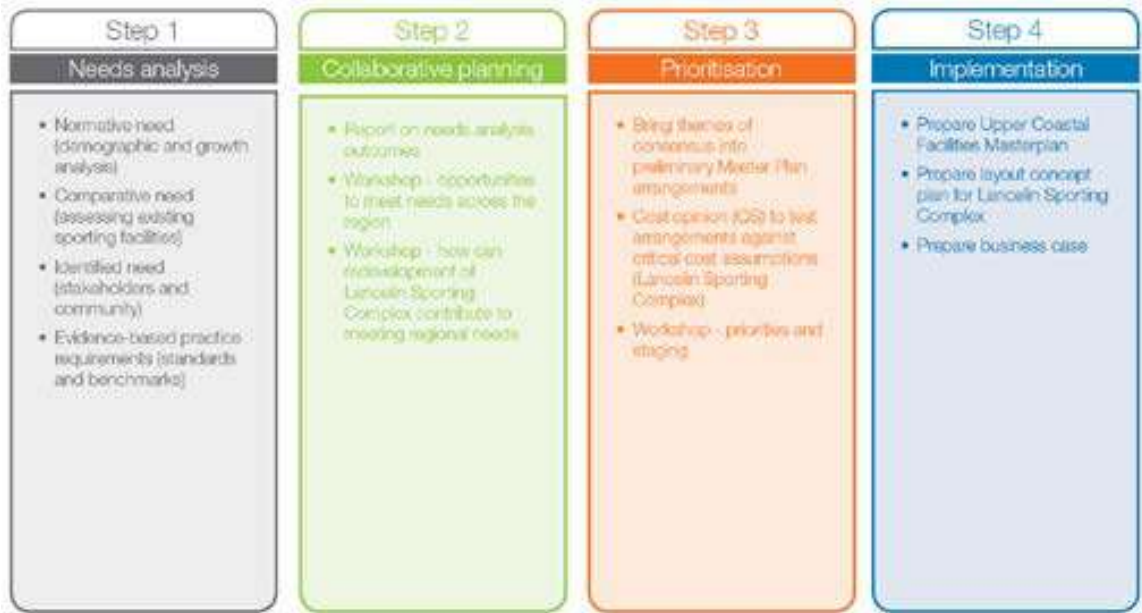 Step 1
Needs analysis
• Normative need
(demographic and growth
analysis)
• Comparative need
(assessing existing
sporting facilities)
• Identified need
(stakeholders and
community)
• Evidence-based practice
requirements (standards
and benchmarks)
Step 2
Collaborative planning
• Report on needs analysis
outcomes
• Workshop - opportunities
to meet needs across the
region
• Workshop - how can
redevelopment of
Lancelin Sporting
Complex contribute to
meeting regional needs
Step 3
Prioritisation
• Bring themes of
consensus into
preliminary Master Plan
arrangements
• Cost opinion (QS) to test
arrangements against
critical cost assumptions
(Lancelin Sporting
Complex)
• Workshop - priorities and
staging
Step 4
Implementation
• Prepare Upper Coastal
Facilities Masterplan
• Prepare layout concept
plan for Lancelin Sporting
Complex
• Prepare business case